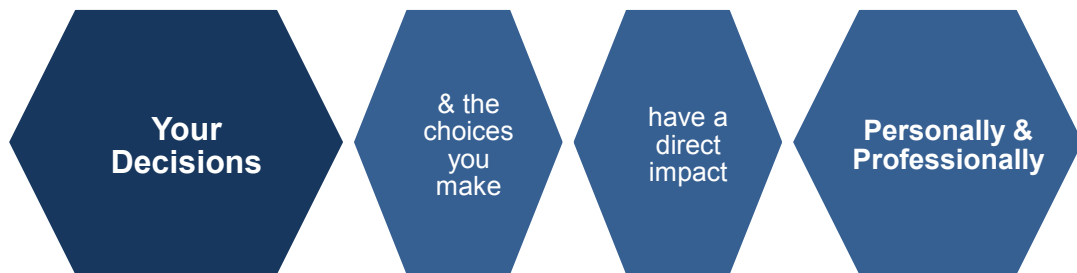 Your
Decisions
& the
choices
you
make
have a
direct
impact
Personally &
Professionally